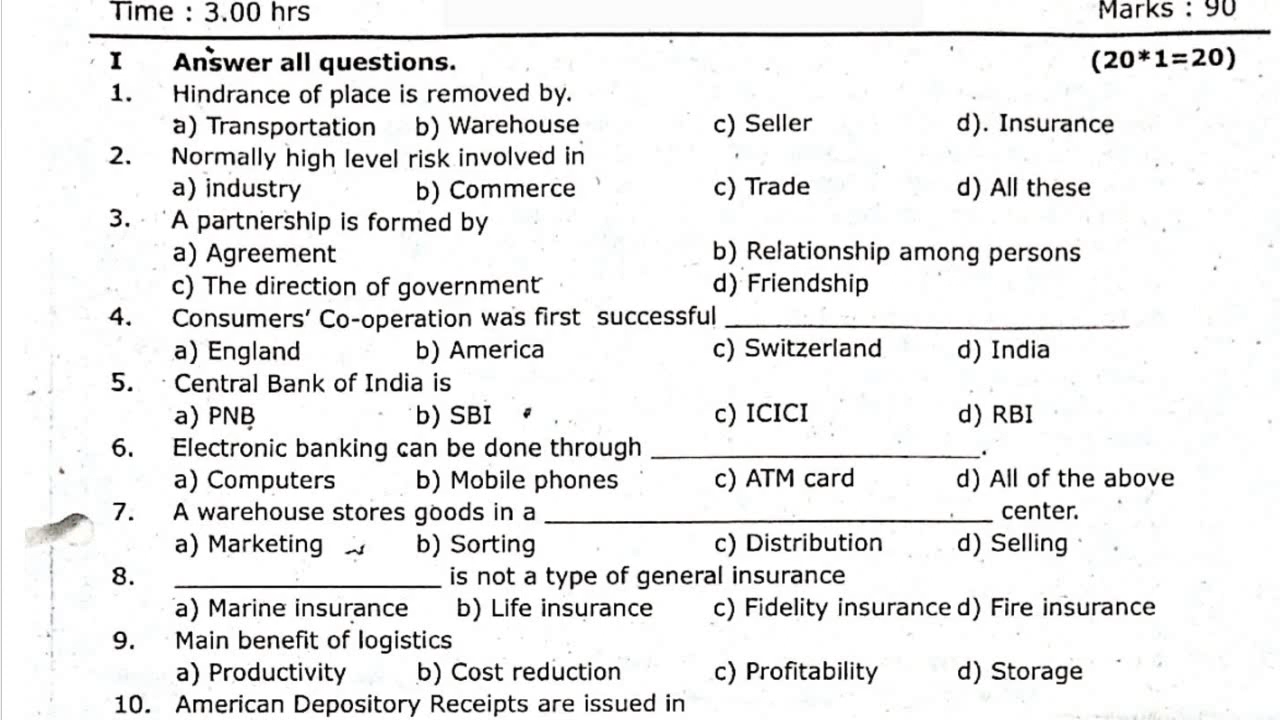 Time : 3.00 hrs Marks : 90
I Answer all questions. (20*1=20)
1. Hindrance of place is removed by.
a) Transportation b) Warehouse c) Seller d). Insurance
2. Normally high level risk involved in
a) industry b) Commerce c) Trade d) All these
3. A partnership is formed by
a) Agreement b) Relationship among persons
c) The direction of government d) Friendship
4. Consumers’ Co-operation was first successful ____________
a) England b) America c) Switzerland d) India
5. Central Bank of India is
a) PNB b) SBI c) ICICI d) RBI
6. Electronic banking can be done through ____________.
a) Computers b) Mobile phones c) ATM card d) All of the above
7. A warehouse stores goods in a ____________ center.
a) Marketing b) Sorting c) Distribution d) Selling
8. ____________ is not a type of general insurance
a) Marine insurance b) Life insurance c) Fidelity insurance d) Fire insurance
9. Main benefit of logistics
a) Productivity b) Cost reduction c) Profitability d) Storage
10. American Depository Receipts are issued in